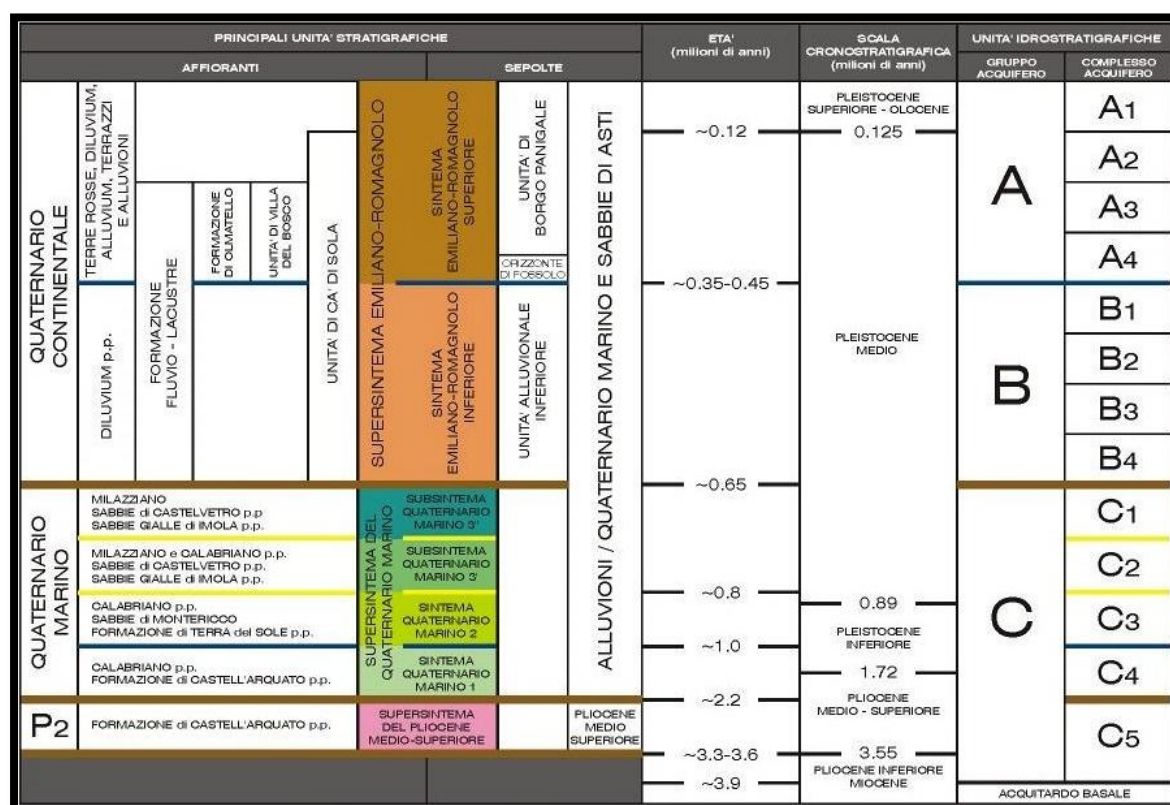 PRINCIPALI UNITA' STRATIGRAFICHE
AFFIORANTI
SEPOLTE
ETA'
(milioni di anni)
SCALA
CRONOSTRATIGRAFICA
(milioni di anni)
UNITA' IDROSTRATIGRAFICHE
GRUPPO
ACQUIFERO
COMPLESSO
ACQUIFERO
QUATERNARIO
CONTINENTALE
TERRE ROSSE, DILUVIUM,
ALLUVIUM, TERRAZZI
E ALLUVIONI
DILUVIUM p.p.
FORMAZIONE
FLUVIO - LACUSTRE
FORMAZIONE
DI OLMATELLO
UNITA' DI VILLA
DEL BOSCO
UNITA' DI CA' DI SOLA
SUPERSINTEMA EMILIANO-ROMAGNOLO
SINTEMA
EMILIANO-ROMAGNOLO
SUPERIORE
SINTEMA
EMILIANO-ROMAGNOLO
INFERIORE
UNITA' DI
BORGO PANIGALE
ORIZZONTE
DI FOSSOLO
UNITA' ALLUVIONALE
INFERIORE
ALLUVIONI / QUATERNARIO MARINO E SABBIE DI ASTI
QUATERNARIO
MARINO
MILAZZIANO
SABBIE di CASTELVETRO p.p
SABBIE GIALLE di IMOLA p.p.
MILAZZIANO e CALABRIANO p.p.
SABBIE di CASTELVETRO p.p.
SABBIE GIALLE di IMOLA p.p.
CALABRIANO p.p.
SABBIE di MONTERICCO
FORMAZIONE di TERRA del SOLE p.p.
CALABRIANO p.p.
FORMAZIONE di CASTELL'ARQUATO p.p.
SUPERSINTEMA DEL
QUATERNARIO MARINO
SUBSINTEMA
QUATERNARIO
MARINO 3"
SUBSINTEMA
QUATERNARIO
MARINO 3'
SINTEMA
QUATERNARIO
MARINO 2
SINTEMA
QUATERNARIO
MARINO 1
P2
FORMAZIONE di CASTELL'ARQUATO p.p.
SUPERSINTEMA
DEL PLIOCENE
MEDIO-SUPERIORE
PLIOCENE
MEDIO
SUPERIORE
~0.12
~0.35-0.45
~0.65
~0.8
~1.0
~2.2
~3.3-3.6
~3.9
PLEISTOCENE
SUPERIORE - OLOCENE
0.125
PLEISTOCENE
MEDIO
0.89
PLEISTOCENE
INFERIORE
1.72
PLIOCENE
MEDIO - SUPERIORE
3.55
PLIOCENE INFERIORE
MIOCENE
A
B
C
A1
A2
A3
A4
B1
B2
B3
B4
C1
C2
C3
C4
C5
ACQUITARDO BASALE